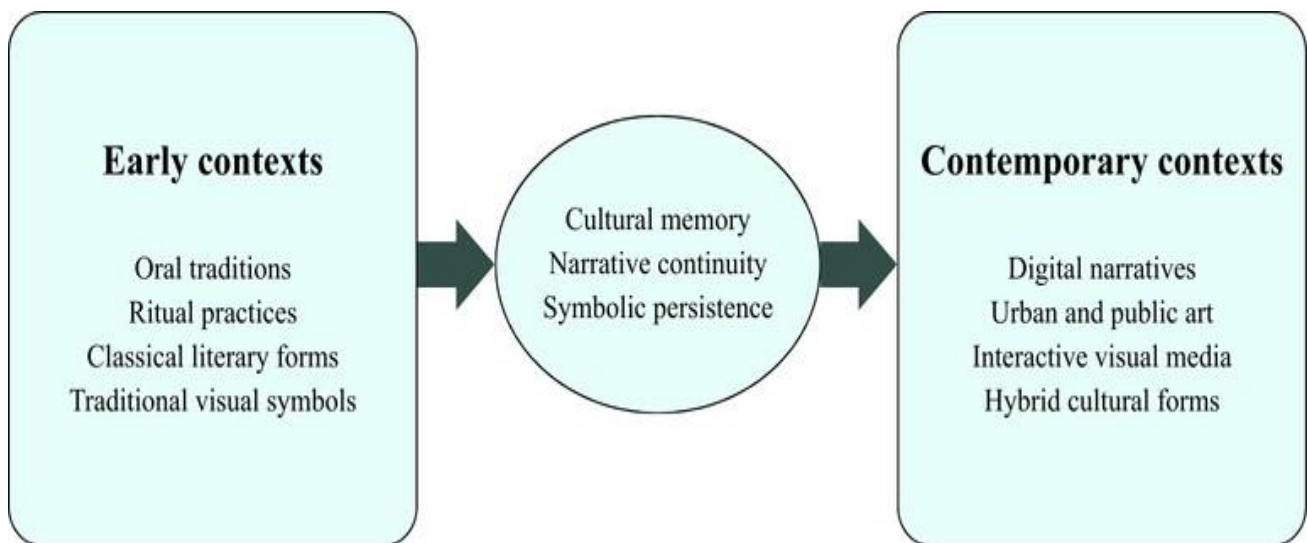 Early contexts
Oral traditions
Ritual practices
Classical literary forms
Traditional visual symbols
Cultural memory
Narrative continuity
Symbolic persistence
Contemporary contexts
Digital narratives
Urban and public art
Interactive visual media
Hybrid cultural forms